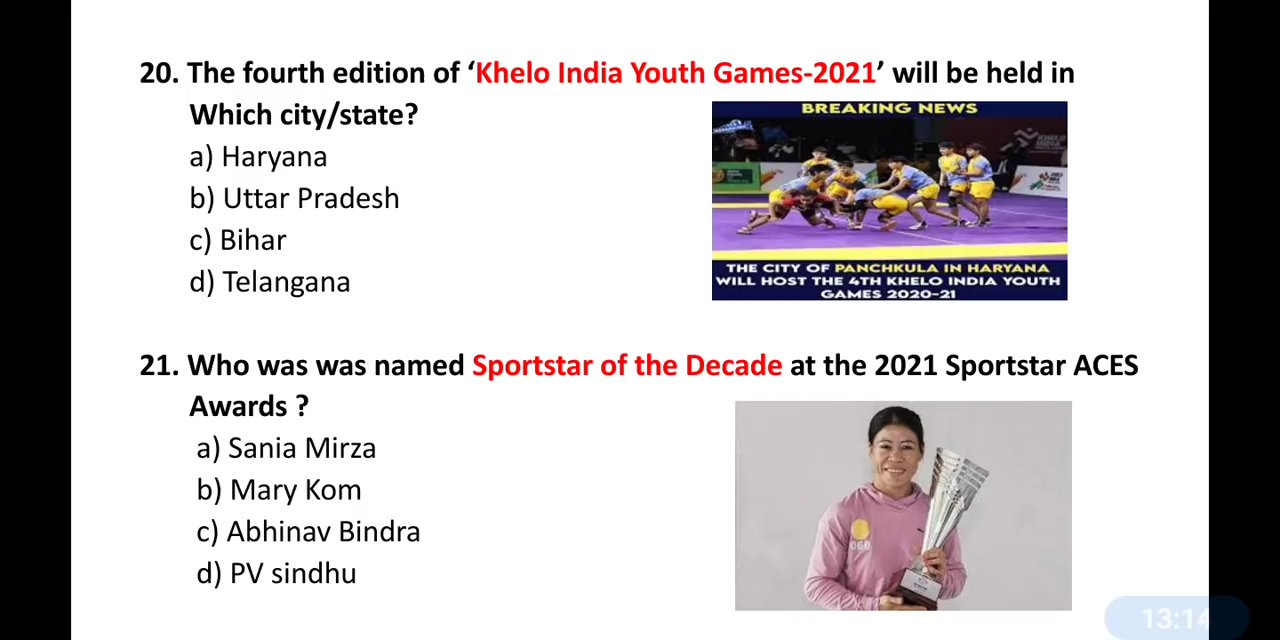 20. The fourth edition of ‘Khelo India Youth Games-2021’ will be held in
Which city/state?
a) Haryana
b) Uttar Pradesh
c) Bihar
d) Telangana
BREAKING NEWS
THE CITY OF PANCHKULA IN HARYANA
WILL HOST THE 4TH KHELO INDIA YOUTH
GAMES 2020-21
21. Who was was named Sportstar of the Decade at the 2021 Sportstar ACES
Awards ?
a) Sania Mirza
b) Mary Kom
c) Abhinav Bindra
d) PV sindhu
OGQ
13:14